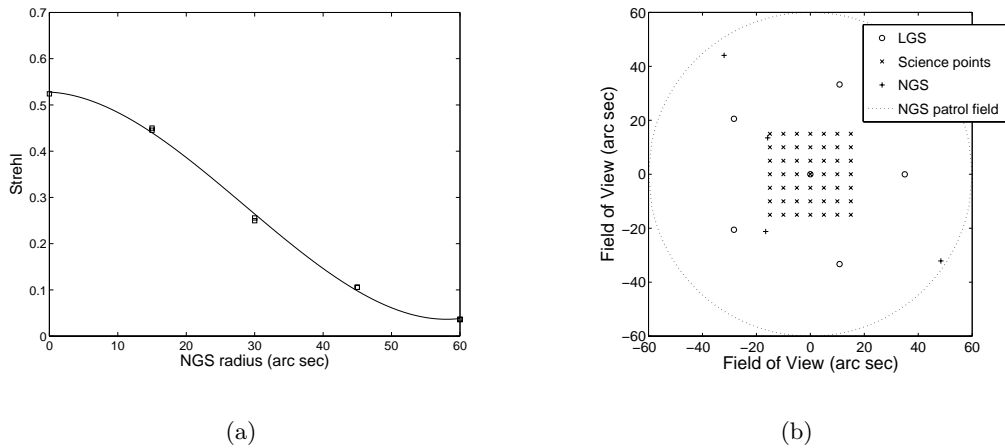 0.7
0.6
0.5
0.4
0.3
0.2
0.1
0
0 10 20 30 40 50 60
Strehl
NGS radius (arc sec)
(a)
60
40
20
0
−20
−40
−60
−60 −40 −20 0 20 40 60
Field of View (arc sec)
Field of View (arc sec)
LGS
Science points
NGS
NGS patrol field
(b)